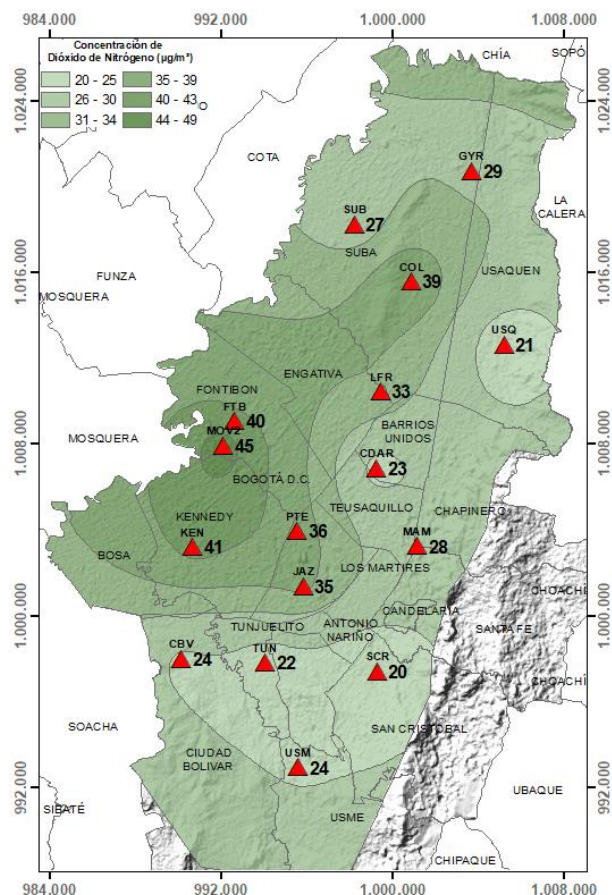 984.000 992.000 1.000.000 1.008.000
Concentración de
Dióxido de Nitrógeno (µg/m³)
20 - 25 35 - 39
26 - 30 40 - 43
31 - 34 44 - 49
O
CHÍA
SOPÓ
1.024.000 1.024.000
COTA
GYR
29
LA
CALERA
SUB
27
SUBA
1.016.000 1.016.000
FUNZA
COL
39
USAQUEN
MOSQUERA
USQ
21
ENGATIVA
LFR
33
FONTIBON
FTB
40
BARRIOS
UNIDOS
MOSQUERA
MOV2
45
1.008.000 1.008.000
CDAR
23
BOGOTÁ D.C.
TEUSAQUILLO
CHAPINERO
KENNEDY
PTE
36
KEN
41
MAM
28
BOSA
LOS MARTIRES
JAZ
35
CHOACHÍ
CANDELARIA
1.000.000 1.000.000
TUNJUELITO
ANTONIO
NARIÑO
SANTA FE
CBV
24
TUN
22
SCR
20
CHOACHÍ
SOACHA
SAN CRISTOBAL
CIUDAD
BOLIVAR
USM
24
992.000 992.000
SIBATÉ
USME
UBAQUE
CHIPAQUE
984.000 992.000 1.000.000 1.008.000